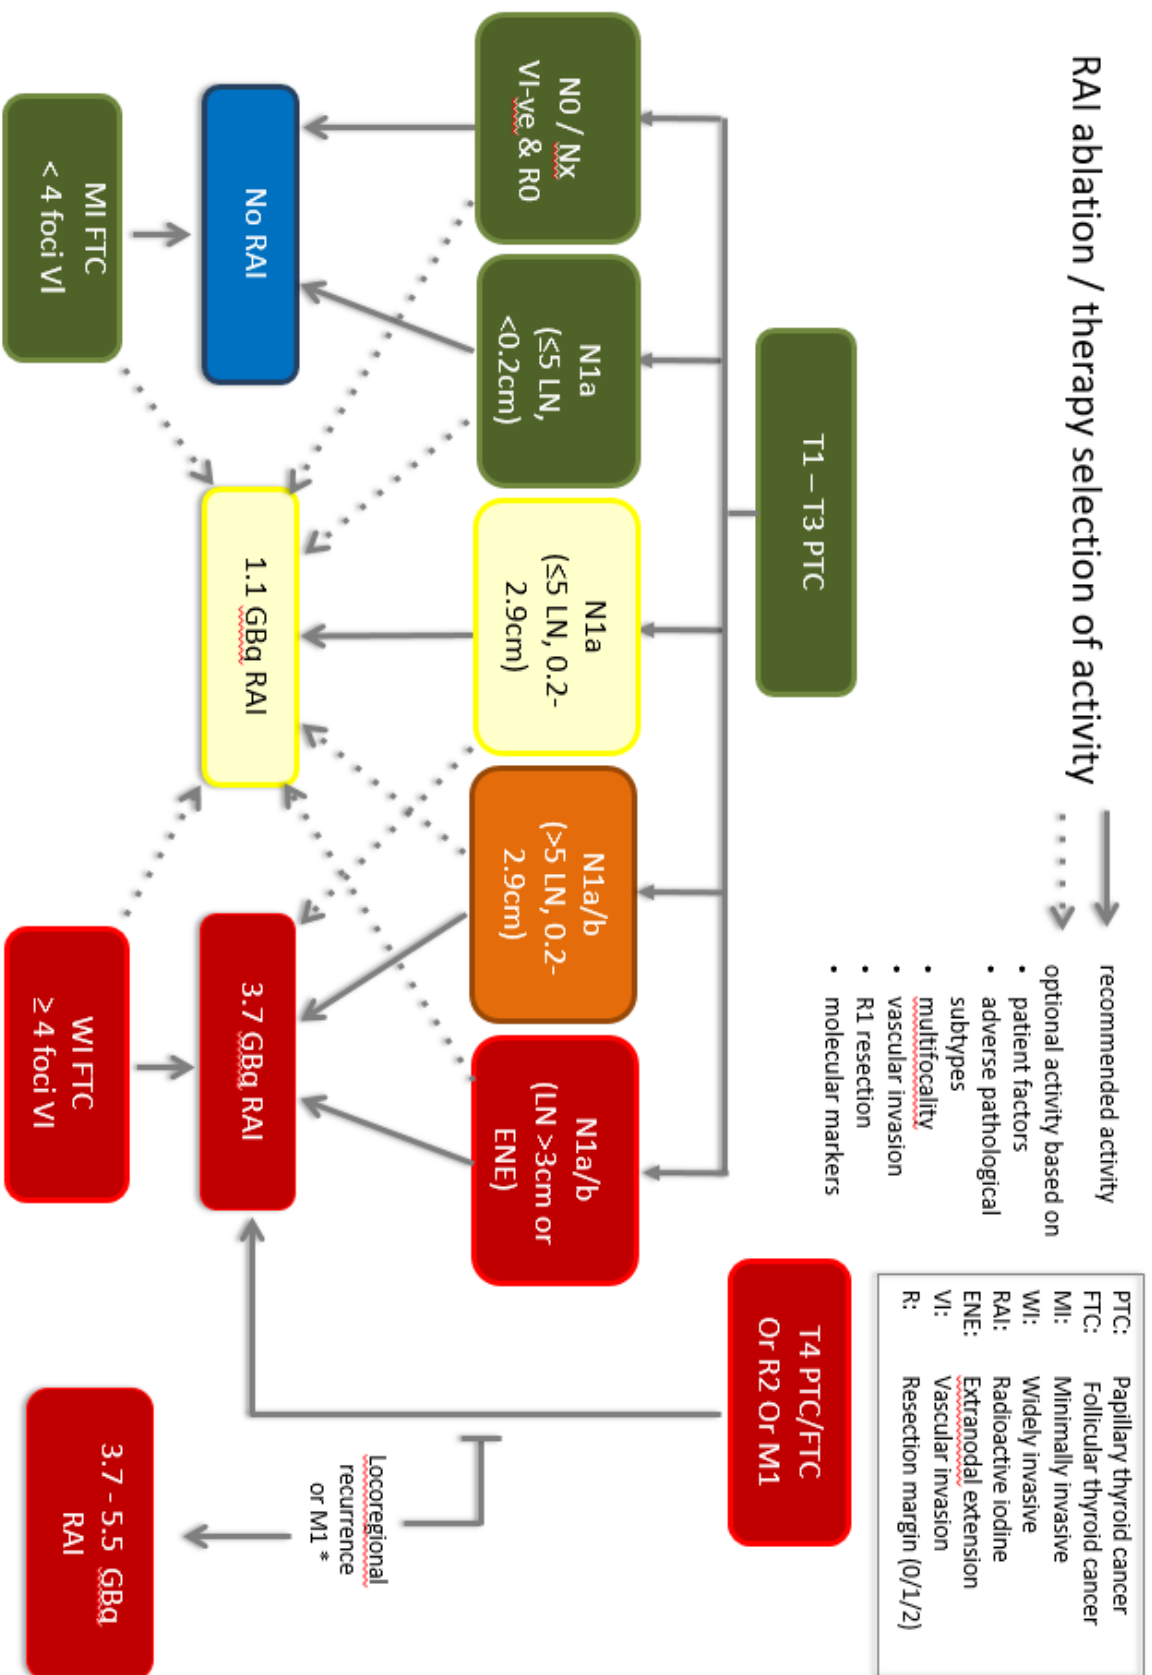 RAI ablation / therapy selection of activity
recommended activity
optional activity based on
• patient factors
• adverse pathological
subtypes
• multifocality
• vascular invasion
• R1 resection
• molecular markers
PTC: Papillary thyroid cancer
FTC: Follicular thyroid cancer
MI: Minimally invasive
WI: Widely invasive
RAI: Radioactive iodine
ENE: Extranodal extension
VI: Vascular invasion
R: Resection margin (0/1/2)
T1 – T3 PTC
T4 PTC/FTC
Or R2 Or M1
N0 / Nx
VI-ve & R0
N1a
(≤5 LN,
<0.2cm)
N1a
(≤5 LN, 0.2-
2.9cm)
N1a/b
(>5 LN, 0.2-
2.9cm)
N1a/b
(LN >3cm or
ENE)
Locoregional
recurrence
or M1 *
No RAI
1.1 GBq RAI
3.7 GBq RAI
3.7 - 5.5 GBq
RAI
MI FTC
< 4 foci VI
WI FTC
≥ 4 foci VI